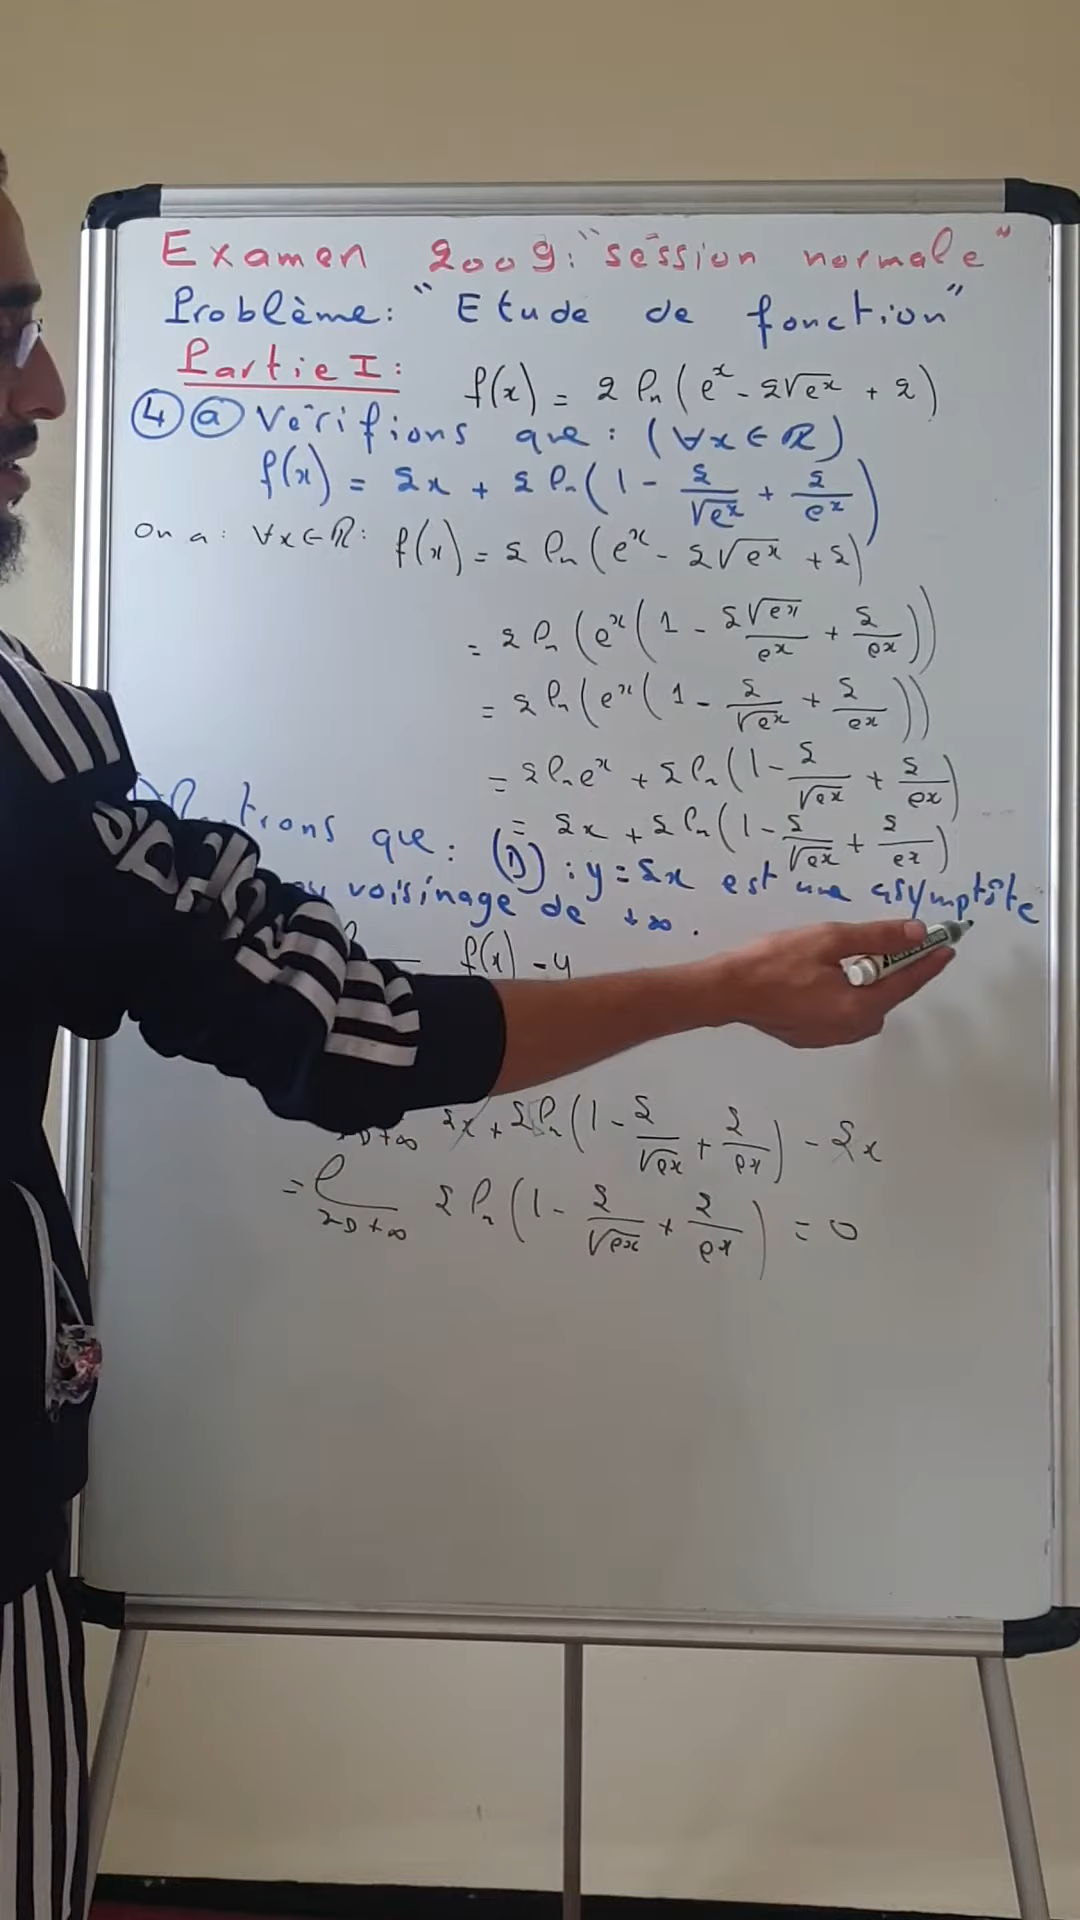 Examen 2009: "session normale"
Problème: "Etude de fonction"
Partie I:
f(x) = 2 ln(e^x - 2√e^x + 2)
④ ⓐ Vérifions que: (∀x∈ℝ)
f(x) = 2x + 2 ln(1 - 2/√e^x + 2/e^x)
On a: ∀x∈ℝ: f(x) = 2 ln(e^x - 2√e^x + 2)
= 2 ln(e^x(1 - 2√e^x/e^x + 2/e^x))
= 2 ln(e^x(1 - 2/√e^x + 2/e^x))
= 2 ln e^x + 2 ln(1 - 2/√e^x + 2/e^x)
= 2x + 2 ln(1 - 2/√e^x + 2/e^x)
que: (D): y = 2x est une asymptôte
au voisinage de +∞.
f(x) - y
+∞ 2x + 2 ln(1 - 2/√e^x + 2/e^x) - 2x
= lim x→+∞ 2 ln(1 - 2/√e^x + 2/e^x) = 0